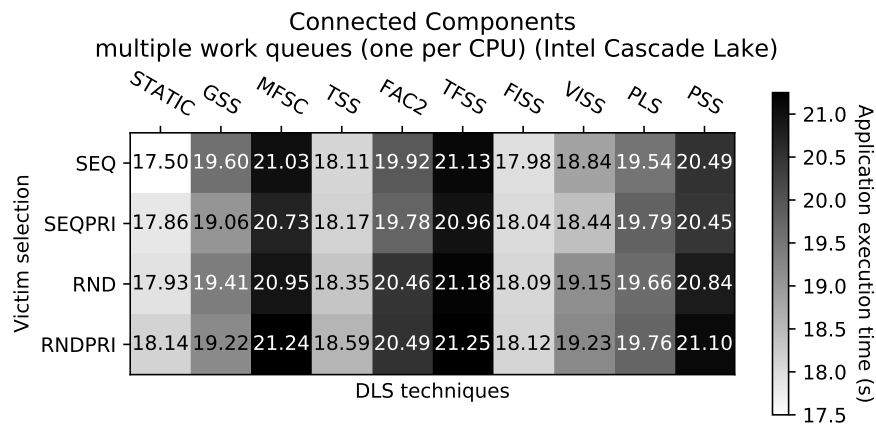 Connected Components
multiple work queues (one per CPU) (Intel Cascade Lake)
STATIC GSS MFSC TSS FAC2 TFSS FISS VISS PLS PSS
SEQ 17.50 19.60 21.03 18.11 19.92 21.13 17.98 18.84 19.54 20.49
SEQPRI 17.86 19.06 20.73 18.17 19.78 20.96 18.04 18.44 19.79 20.45
RND 17.93 19.41 20.95 18.35 20.46 21.18 18.09 19.15 19.66 20.84
RNDPRI 18.14 19.22 21.24 18.59 20.49 21.25 18.12 19.23 19.76 21.10
DLS techniques
Victim selection
21.0
20.5
20.0
19.5
19.0
18.5
18.0
17.5
Application execution time (s)